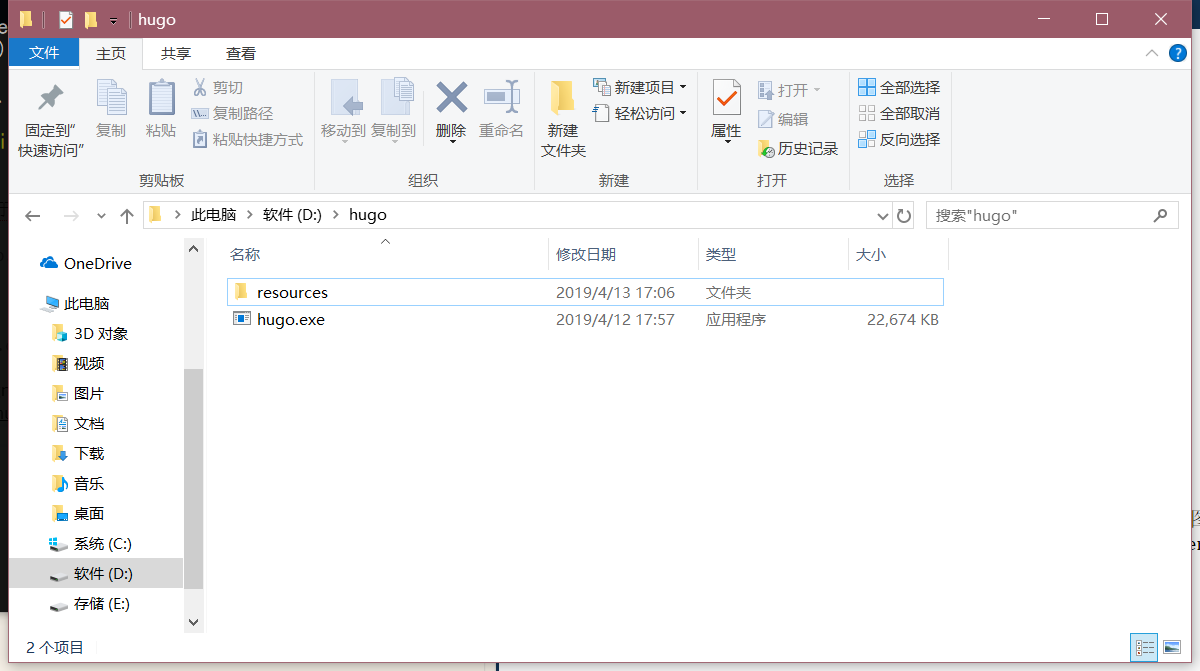 hugo
文件 主页 共享 查看
固定到"快速访问"
复制
粘贴
剪切
复制路径
粘贴快捷方式
剪贴板
移动到
复制到
删除
重命名
组织
新建文件夹
新建项目
轻松访问
新建
属性
打开
编辑
历史记录
打开
全部选择
全部取消
反向选择
选择
此电脑 > 软件 (D:) > hugo
搜索"hugo"
OneDrive
此电脑
3D 对象
视频
图片
文档
下载
音乐
桌面
系统 (C:)
软件 (D:)
存储 (E:)
名称 修改日期 类型 大小
resources 2019/4/13 17:06 文件夹
hugo.exe 2019/4/12 17:57 应用程序 22,674 KB
2 个项目